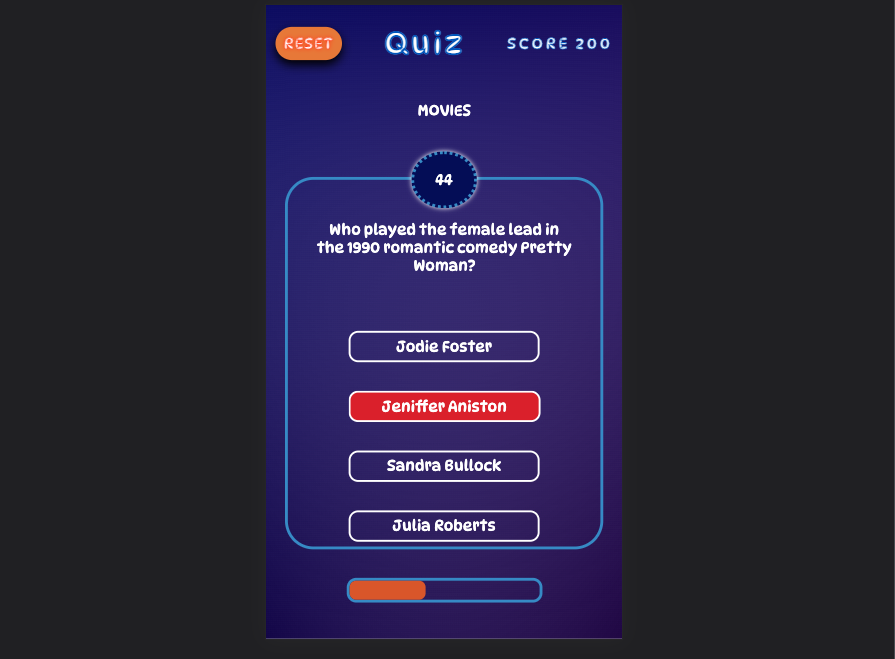 RESET
Quiz
SCORE 200
MOVIES
44
Who played the female lead in
the 1990 romantic comedy Pretty
Woman?
Jodie Foster
Jeniffer Aniston
Sandra Bullock
Julia Roberts